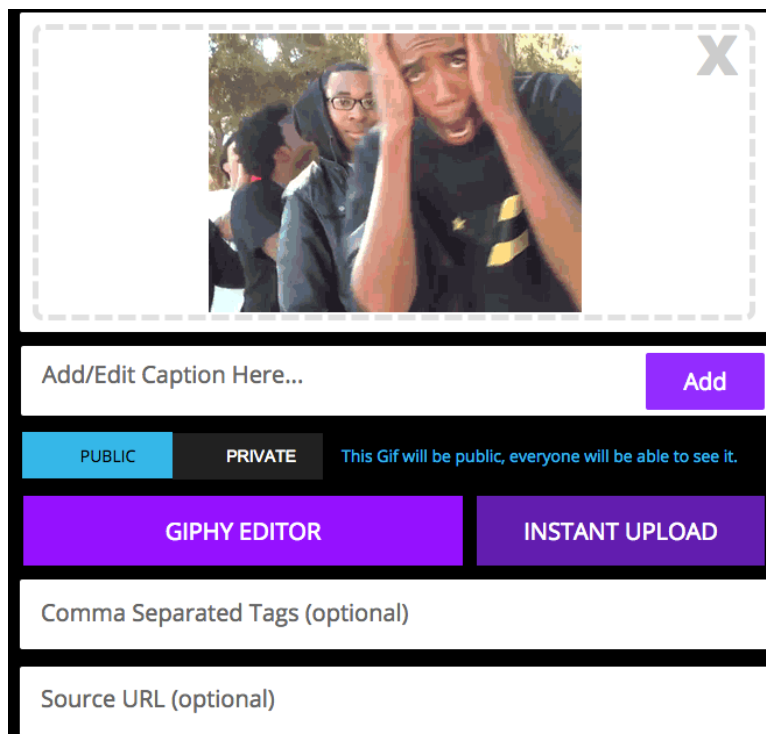 X
Add/Edit Caption Here...
Add
PUBLIC
PRIVATE
This Gif will be public, everyone will be able to see it.
GIPHY EDITOR
INSTANT UPLOAD
Comma Separated Tags (optional)
Source URL (optional)